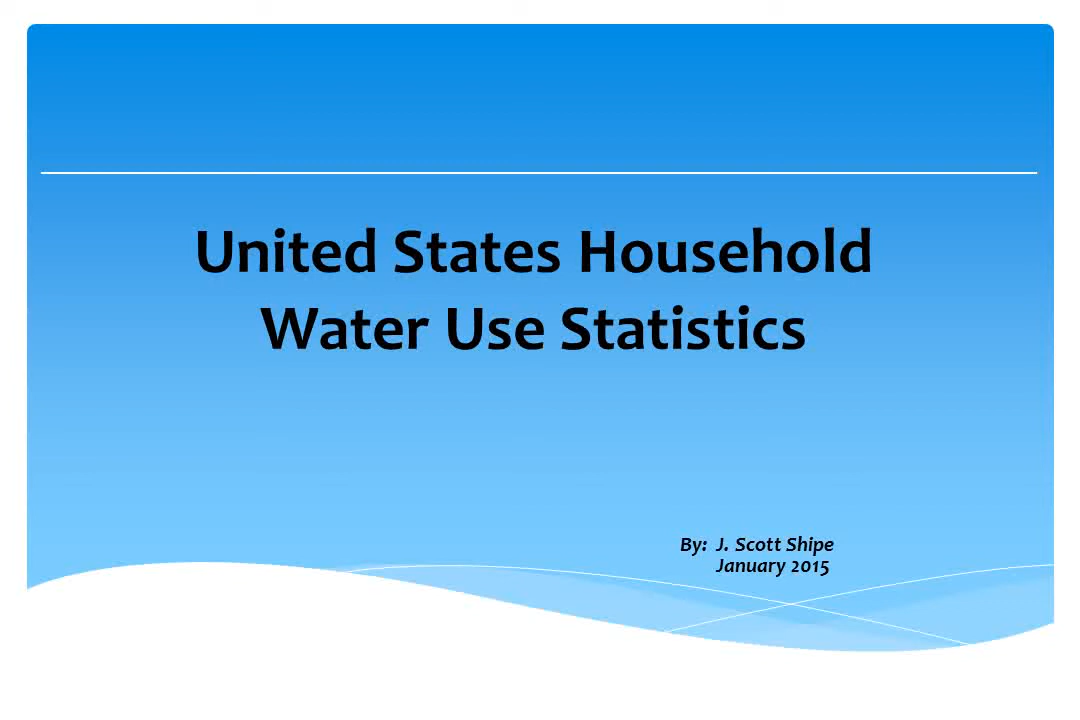 United States Household
Water Use Statistics
By: J. Scott Shipe
January 2015